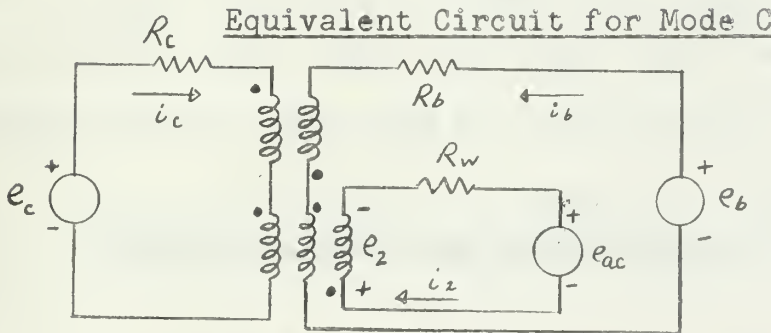 Equivalent Circuit for Mode C
Rc
ic
+
ec
-
Rb
ib
Rw
-
e2
+
i2
+
eac
-
+
eb
-